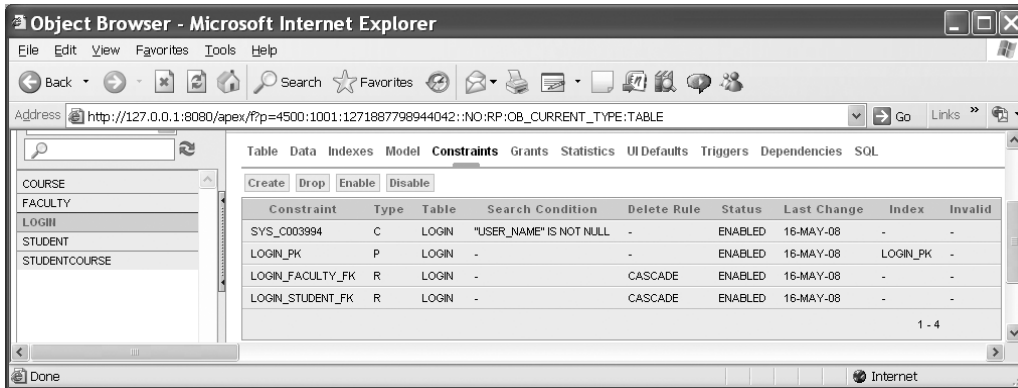 Object Browser - Microsoft Internet Explorer
File Edit View Favorites Tools Help
Back Search Favorites
Address http://127.0.0.1:8080/apex/f?p=4500:1001:1271887798944042::NO:RP:OB_CURRENT_TYPE:TABLE Go Links »
Table Data Indexes Model Constraints Grants Statistics UI Defaults Triggers Dependencies SQL
COURSE
FACULTY
LOGIN
STUDENT
STUDENTCOURSE
Create Drop Enable Disable
Constraint Type Table Search Condition Delete Rule Status Last Change Index Invalid
SYS_C003994 C LOGIN "USER_NAME" IS NOT NULL - ENABLED 16-MAY-08 - -
LOGIN_PK P LOGIN - - ENABLED 16-MAY-08 LOGIN_PK -
LOGIN_FACULTY_FK R LOGIN - CASCADE ENABLED 16-MAY-08 - -
LOGIN_STUDENT_FK R LOGIN - CASCADE ENABLED 16-MAY-08 - -
1 - 4
Done Internet